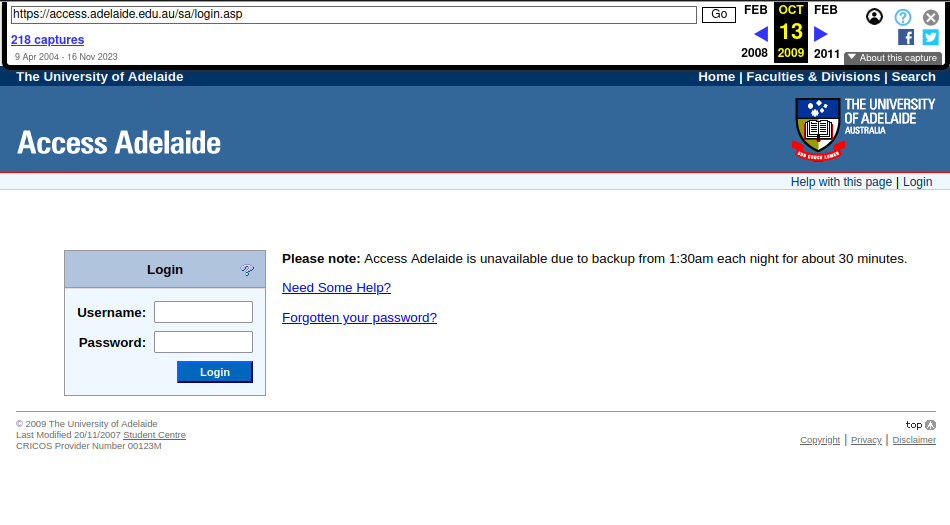 https://access.adelaide.edu.au/sa/login.asp
Go
FEB OCT FEB
13
2008 2009 2011
218 captures
9 Apr 2004 - 16 Nov 2023
About this capture
The University of Adelaide
Home | Faculties & Divisions | Search
Access Adelaide
THE UNIVERSITY
OF ADELAIDE
AUSTRALIA
SUB CRUCE LUMEN
Help with this page | Login
Login
Username:
Password:
Login
Please note: Access Adelaide is unavailable due to backup from 1:30am each night for about 30 minutes.
Need Some Help?
Forgotten your password?
© 2009 The University of Adelaide
Last Modified 20/11/2007 Student Centre
CRICOS Provider Number 00123M
top
Copyright | Privacy | Disclaimer